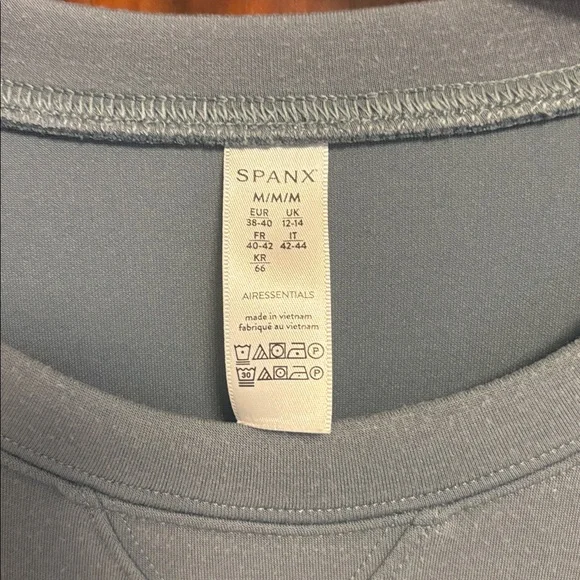 SPANX
M/M/M
EUR UK
38-40 12-14
FR IT
40-42 42-44
KR
66
AIRESSENTIALS
made in vietnam
fabriqué au vietnam
P
30 P